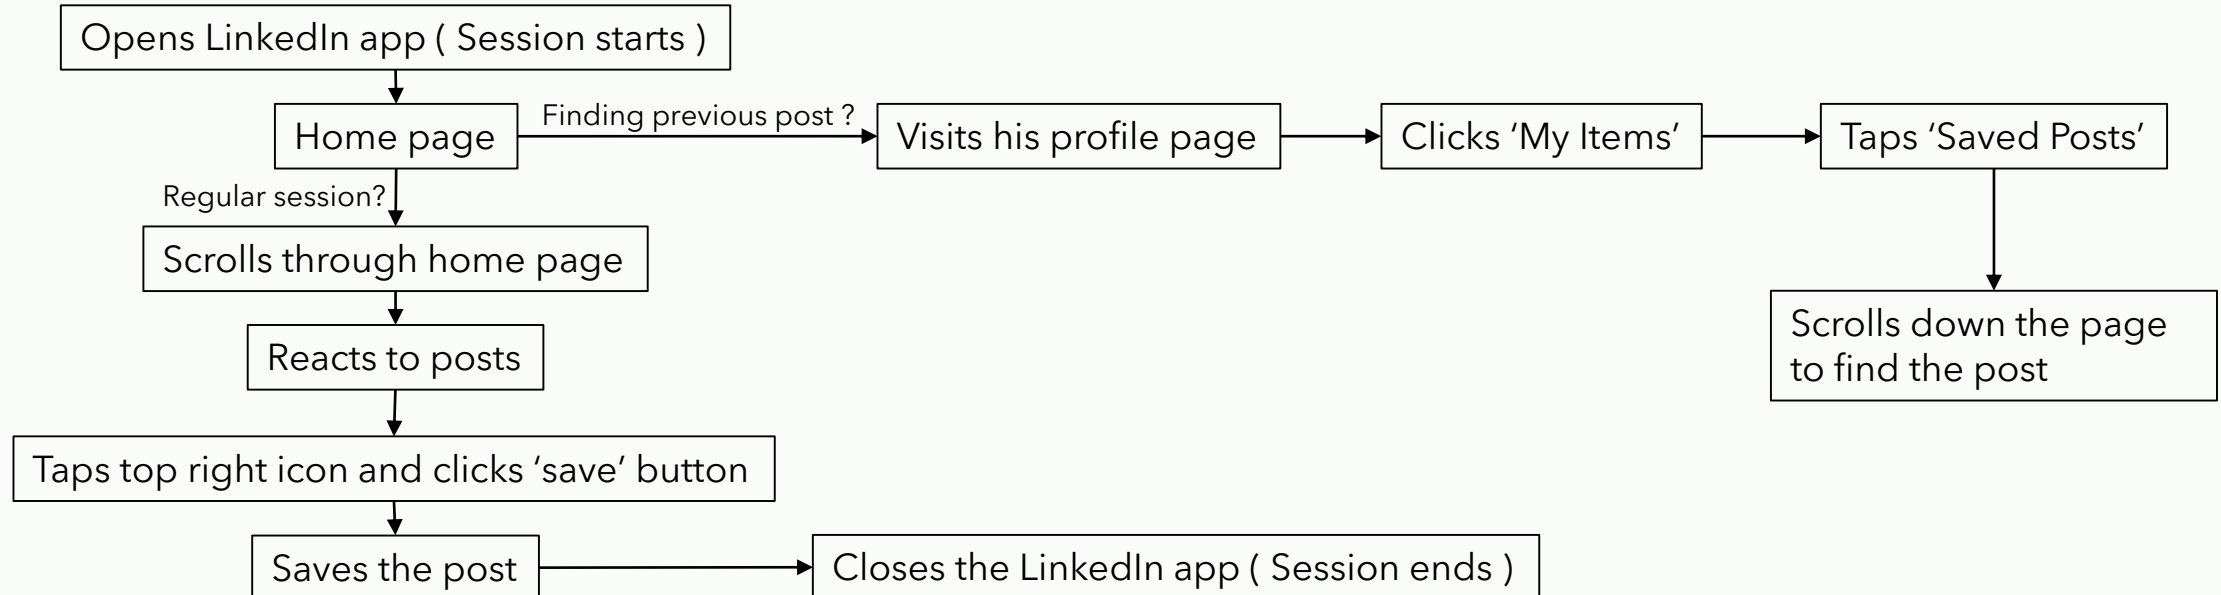 Opens LinkedIn app ( Session starts )
Home page
Finding previous post ?
Visits his profile page
Clicks ‘My Items’
Taps ‘Saved Posts’
Regular session?
Scrolls through home page
Scrolls down the page
to find the post
Reacts to posts
Taps top right icon and clicks ‘save’ button
Saves the post
Closes the LinkedIn app ( Session ends )